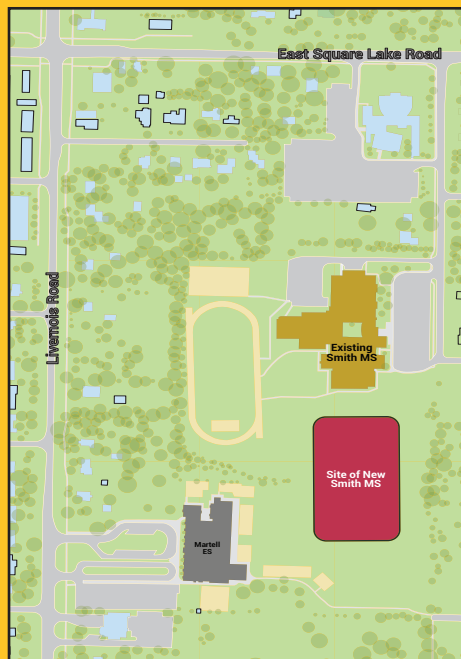 East Square Lake Road
Livernois Road
Existing
Smith MS
Site of New
Smith MS
Martell
ES